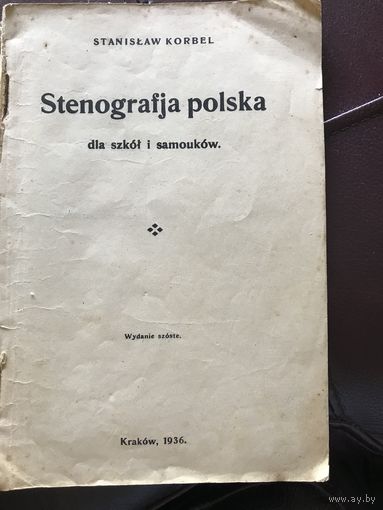 STANISŁAW KORBEL
Stenografja polska
dla szkół i samouków.
Wydanie szóste.
Kraków, 1936.
www.ay.by